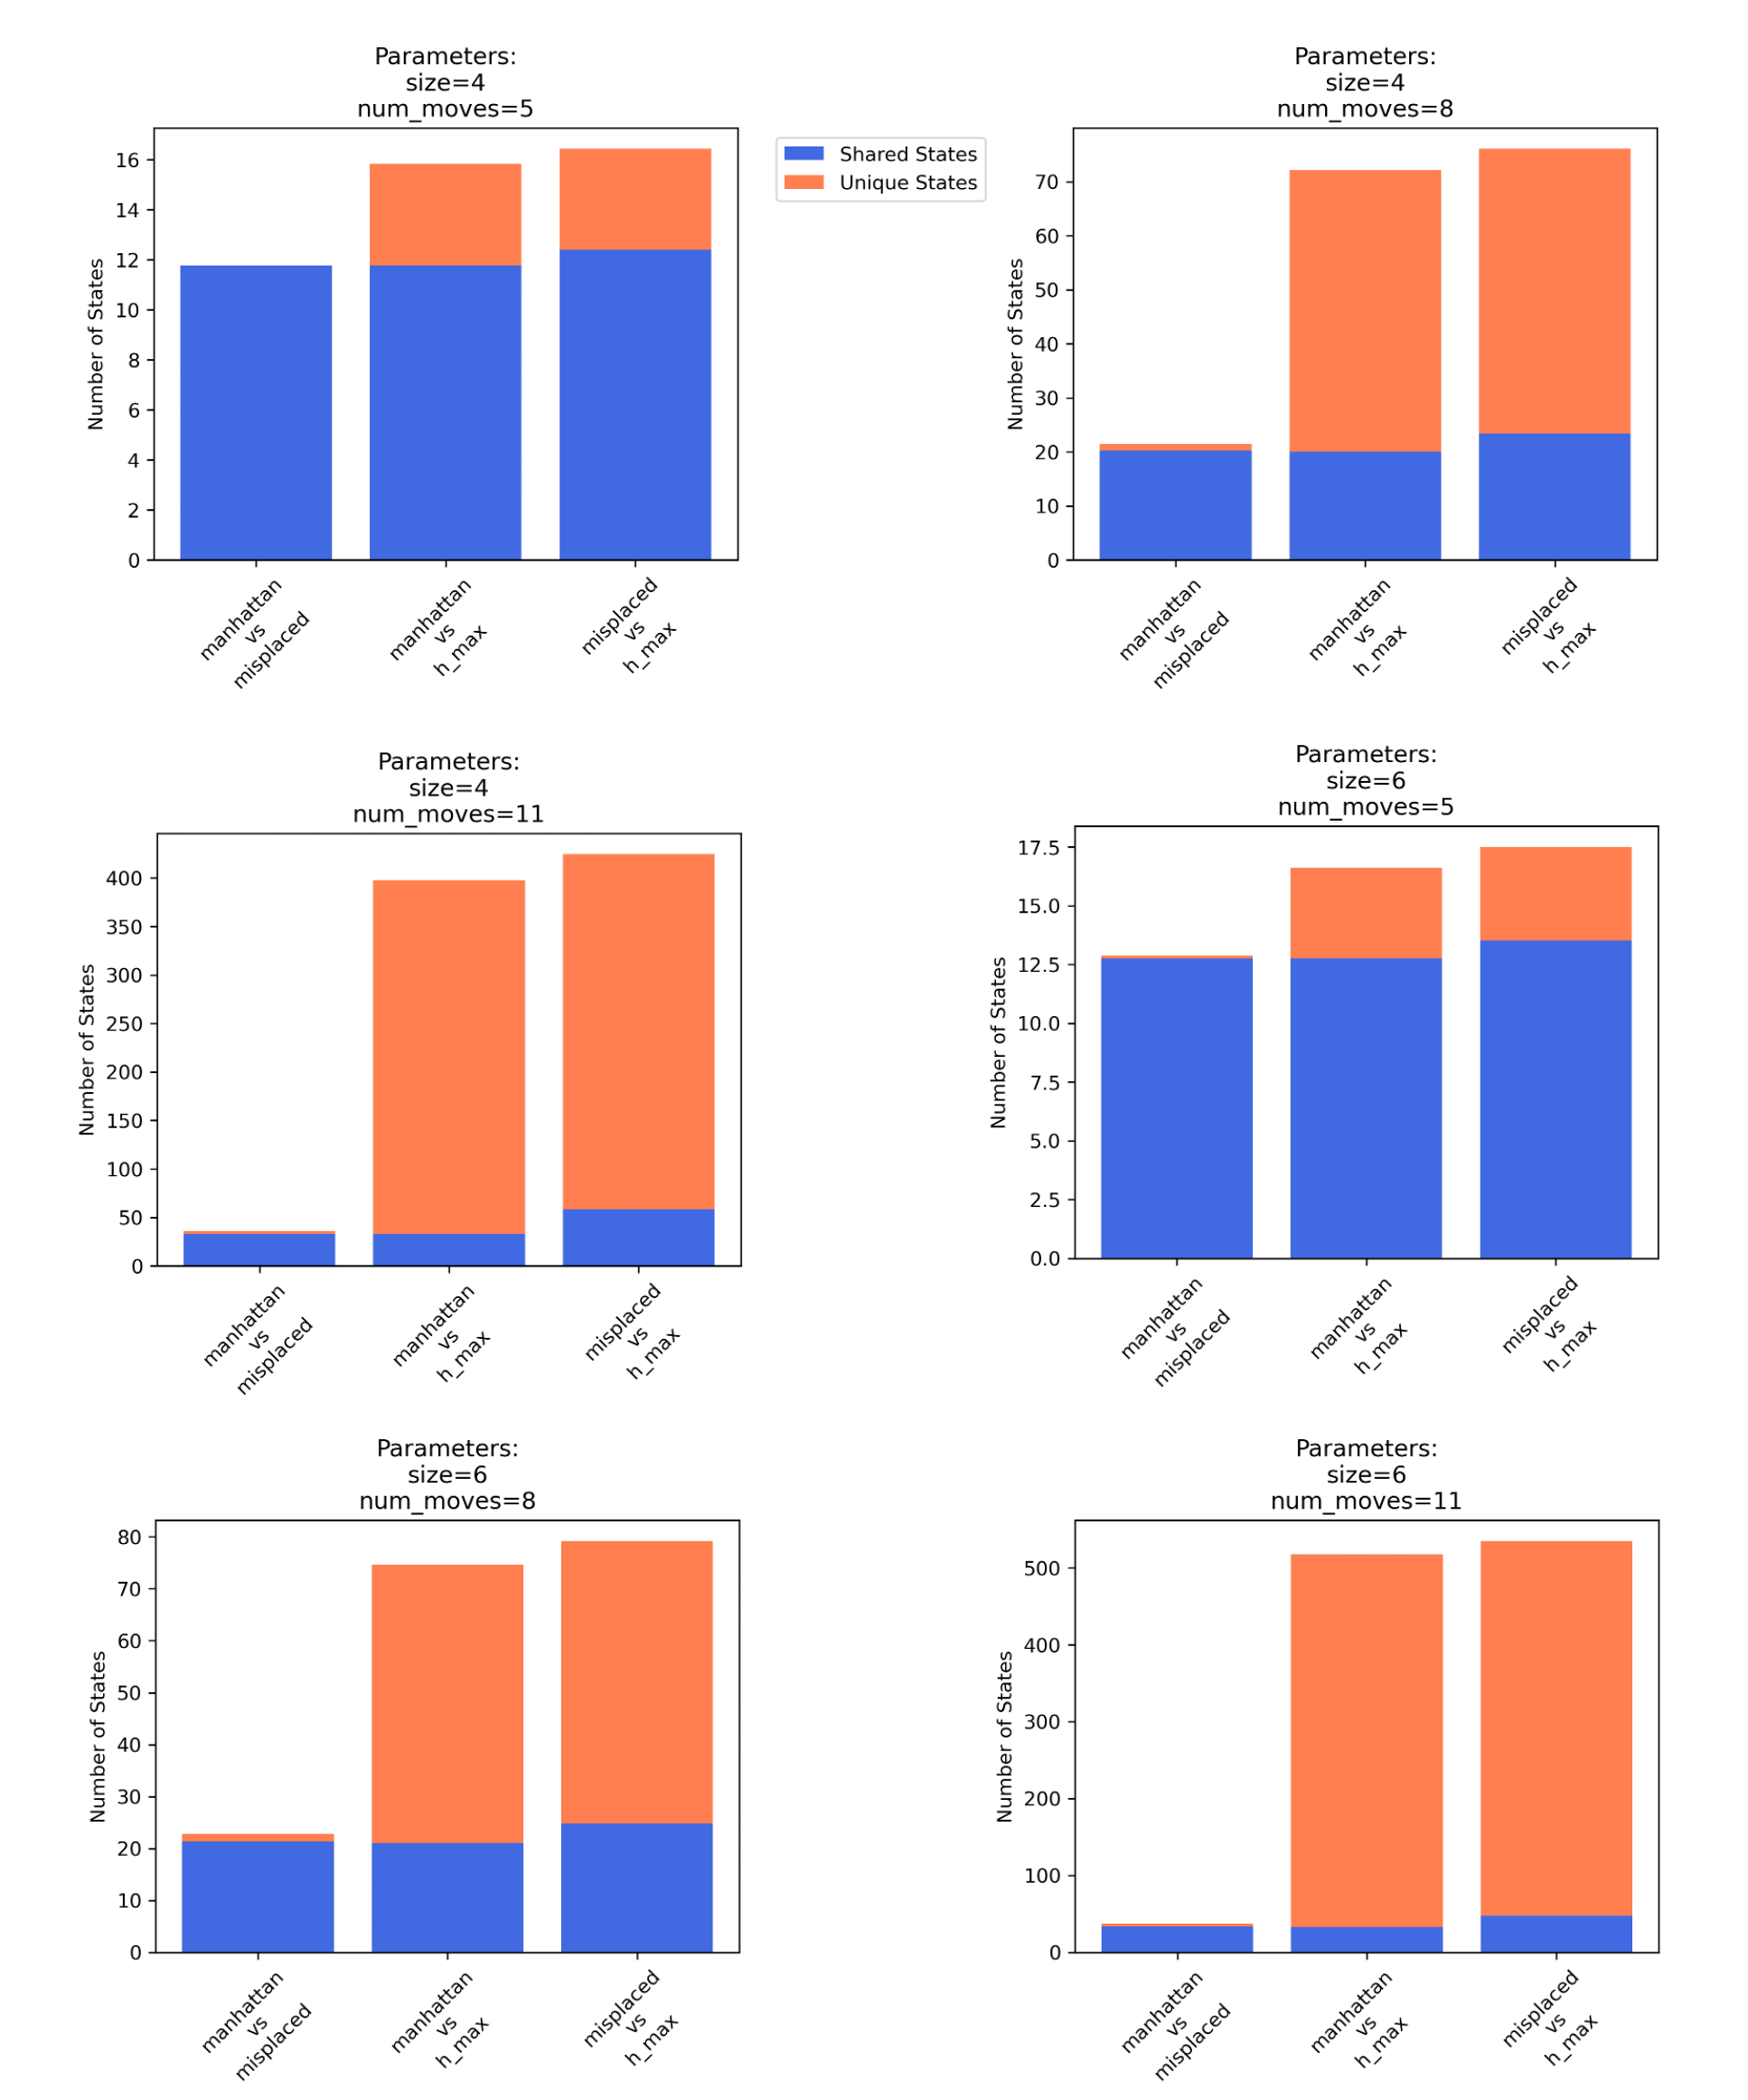 Parameters:
size=4
num_moves=5
Number of States
16
14
12
10
8
6
4
2
0
manhattan
vs
misplaced
manhattan
vs
h_max
misplaced
vs
h_max
Shared States
Unique States
Parameters:
size=4
num_moves=8
Number of States
70
60
50
40
30
20
10
0
manhattan
vs
misplaced
manhattan
vs
h_max
misplaced
vs
h_max
Parameters:
size=4
num_moves=11
Number of States
400
350
300
250
200
150
100
50
0
manhattan
vs
misplaced
manhattan
vs
h_max
misplaced
vs
h_max
Parameters:
size=6
num_moves=5
Number of States
17.5
15.0
12.5
10.0
7.5
5.0
2.5
0.0
manhattan
vs
misplaced
manhattan
vs
h_max
misplaced
vs
h_max
Parameters:
size=6
num_moves=8
Number of States
80
70
60
50
40
30
20
10
0
manhattan
vs
misplaced
manhattan
vs
h_max
misplaced
vs
h_max
Parameters:
size=6
num_moves=11
Number of States
500
400
300
200
100
0
manhattan
vs
misplaced
manhattan
vs
h_max
misplaced
vs
h_max